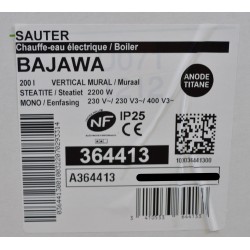 SAUTER
Chauffe-eau électrique / Boiler
BAJAWA
200 l VERTICAL MURAL / Muraal
STEATITE / Steatiet 2200 W
MONO / Eenfasing 230 V~/ 230 V3~/ 400 V3~
ANODE
TITANE
NF
IP25
364413
A364413